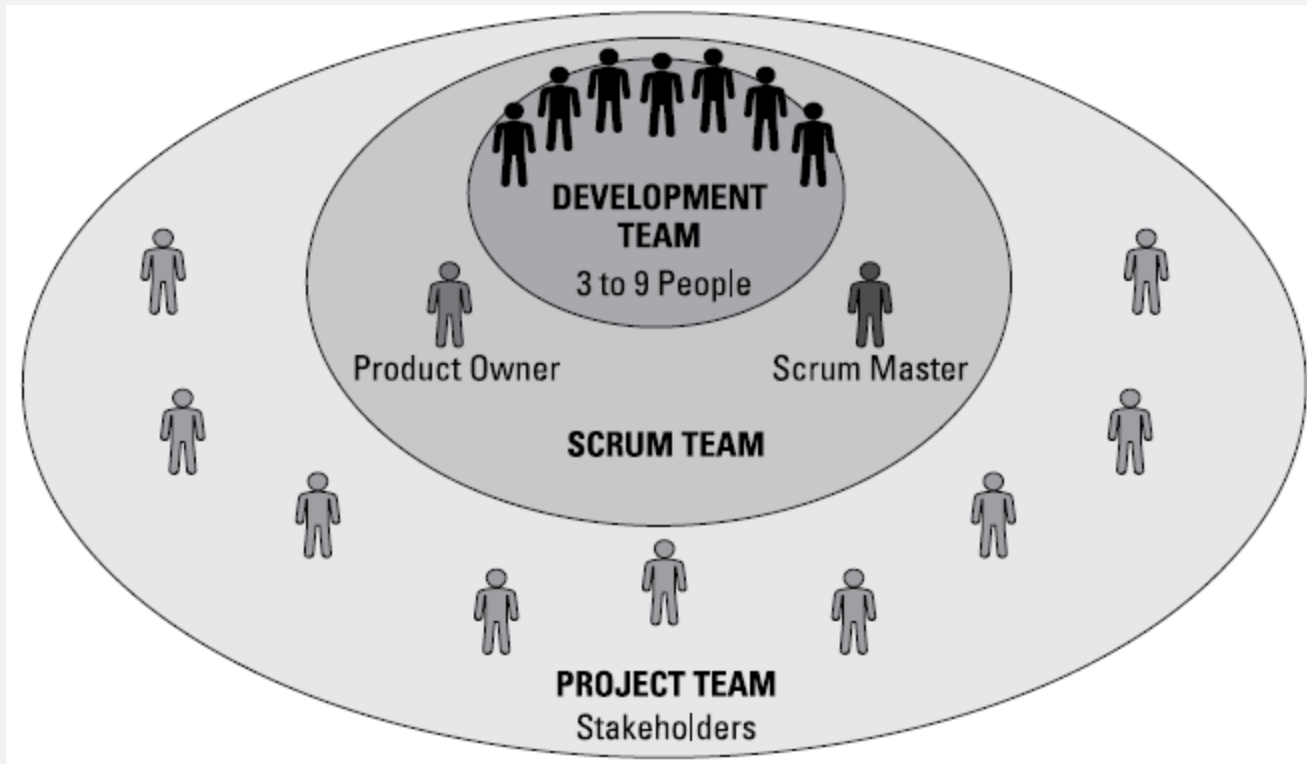 DEVELOPMENT
TEAM
3 to 9 People
Product Owner
Scrum Master
SCRUM TEAM
PROJECT TEAM
Stakeholders